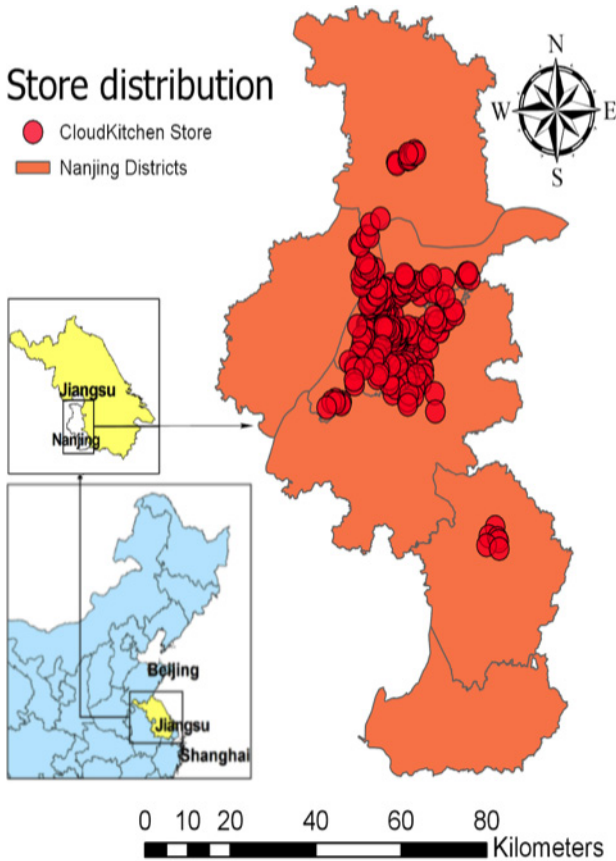 Store distribution
CloudKitchen Store
Nanjing Districts
N
W
E
S
Jiangsu
Nanjing
Beijing
Jiangsu
Shanghai
0 10 20 40 60 80
Kilometers